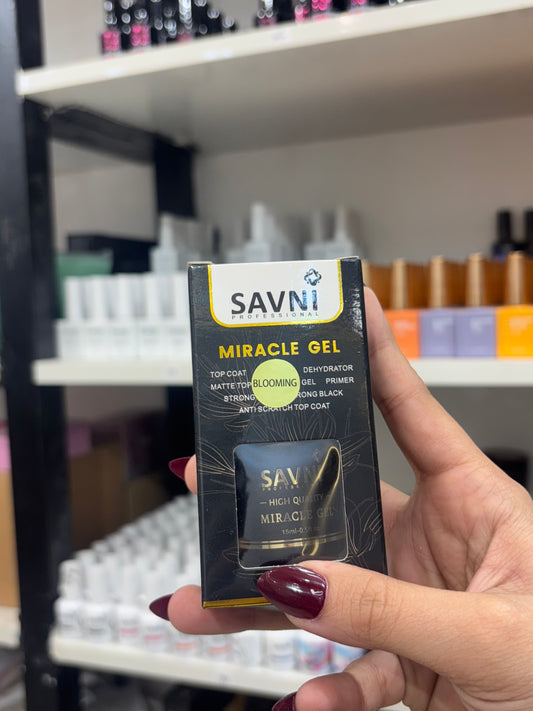 SAVNI
PROFESSIONAL
MIRACLE GEL
TOP COAT DEHYDRATOR
MATTE TOP BLOOMING GEL PRIMER
STRONG RONG BLACK
ANTI SCRATCH TOP COAT
SAVNI
HIGH QUALITY
MIRACLE GEL
15ml